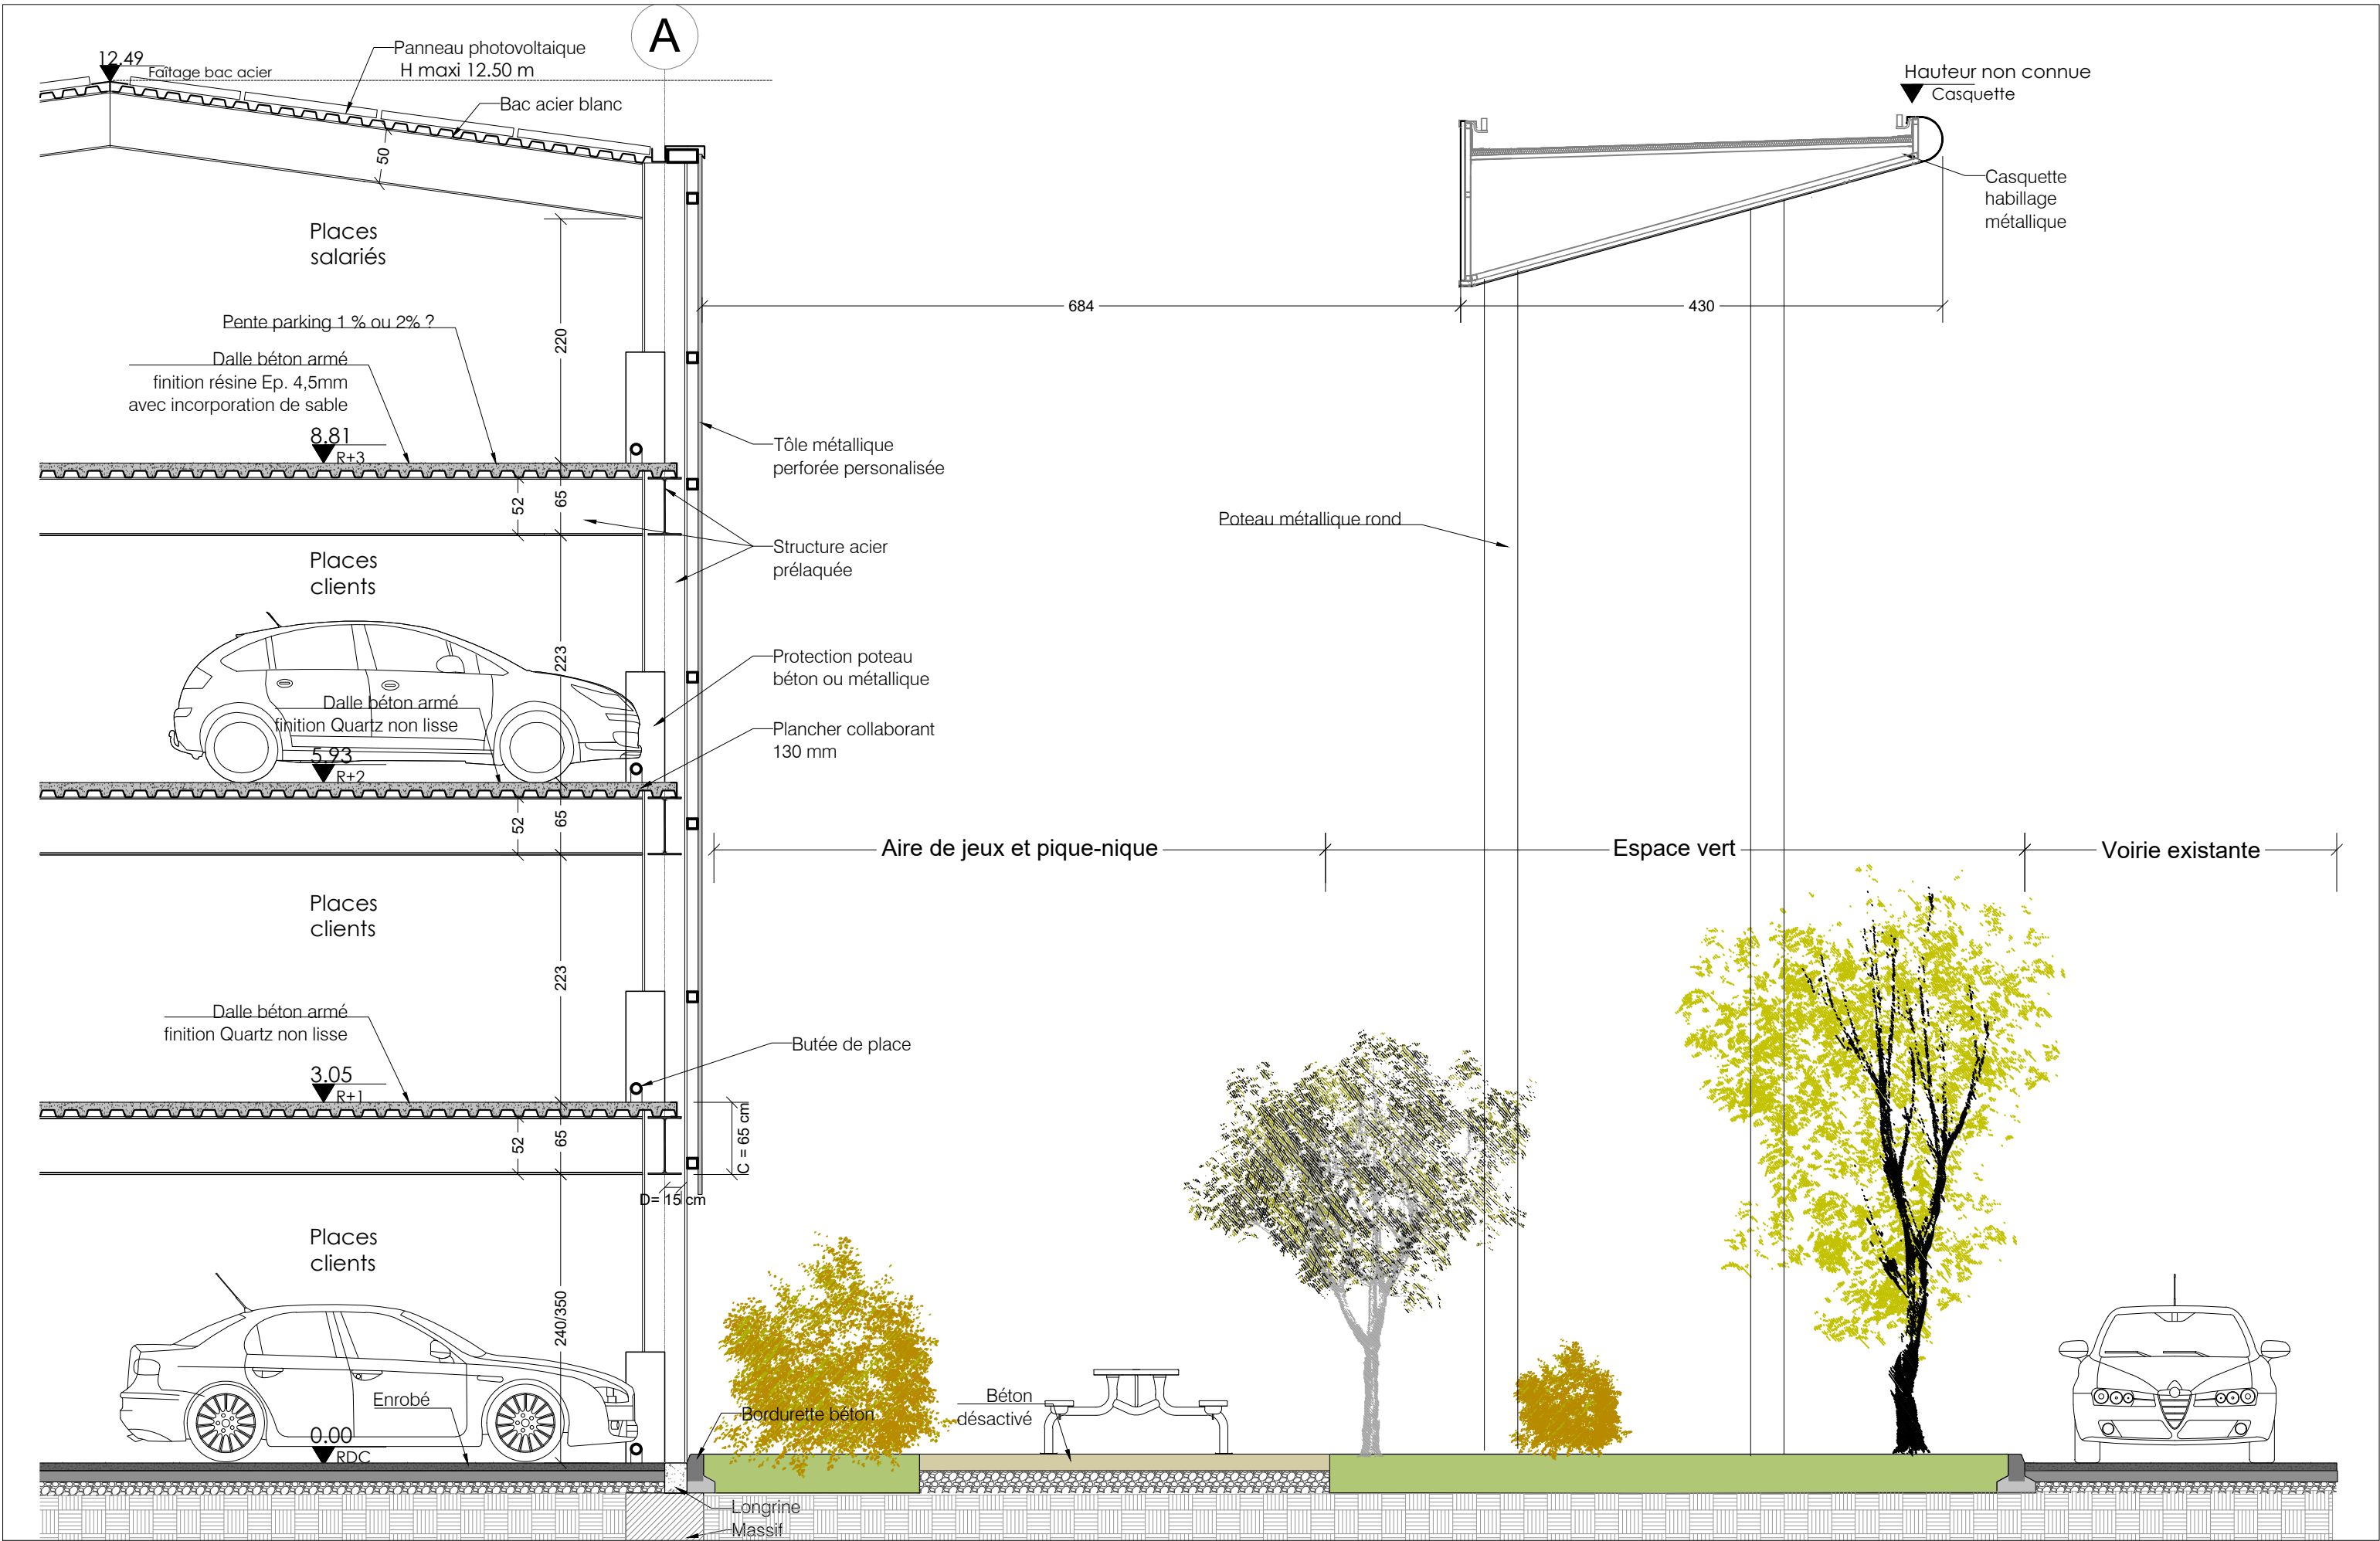 A
12.49
Faîtage bac acier
Panneau photovoltaique
H maxi 12.50 m
Bac acier blanc
50
Hauteur non connue
Casquette
Casquette
habillage
métallique
Places
salariés
684
430
Pente parking 1 % ou 2% ?
220
Dalle béton armé
finition résine Ep. 4,5mm
avec incorporation de sable
8.81
R+3
Tôle métallique
perforée personalisée
52
65
Poteau métallique rond
Structure acier
prélaquée
Places
clients
223
Protection poteau
béton ou métallique
Dalle béton armé
finition Quartz non lisse
Plancher collaborant
130 mm
5.93
R+2
52
65
Aire de jeux et pique-nique
Espace vert
Voirie existante
Places
clients
223
Dalle béton armé
finition Quartz non lisse
Butée de place
3.05
R+1
52
65
C = 65 cm
D= 15 cm
Places
clients
240/350
Enrobé
Béton
désactivé
Bordurette béton
0.00
RDC
Longrine
Massif